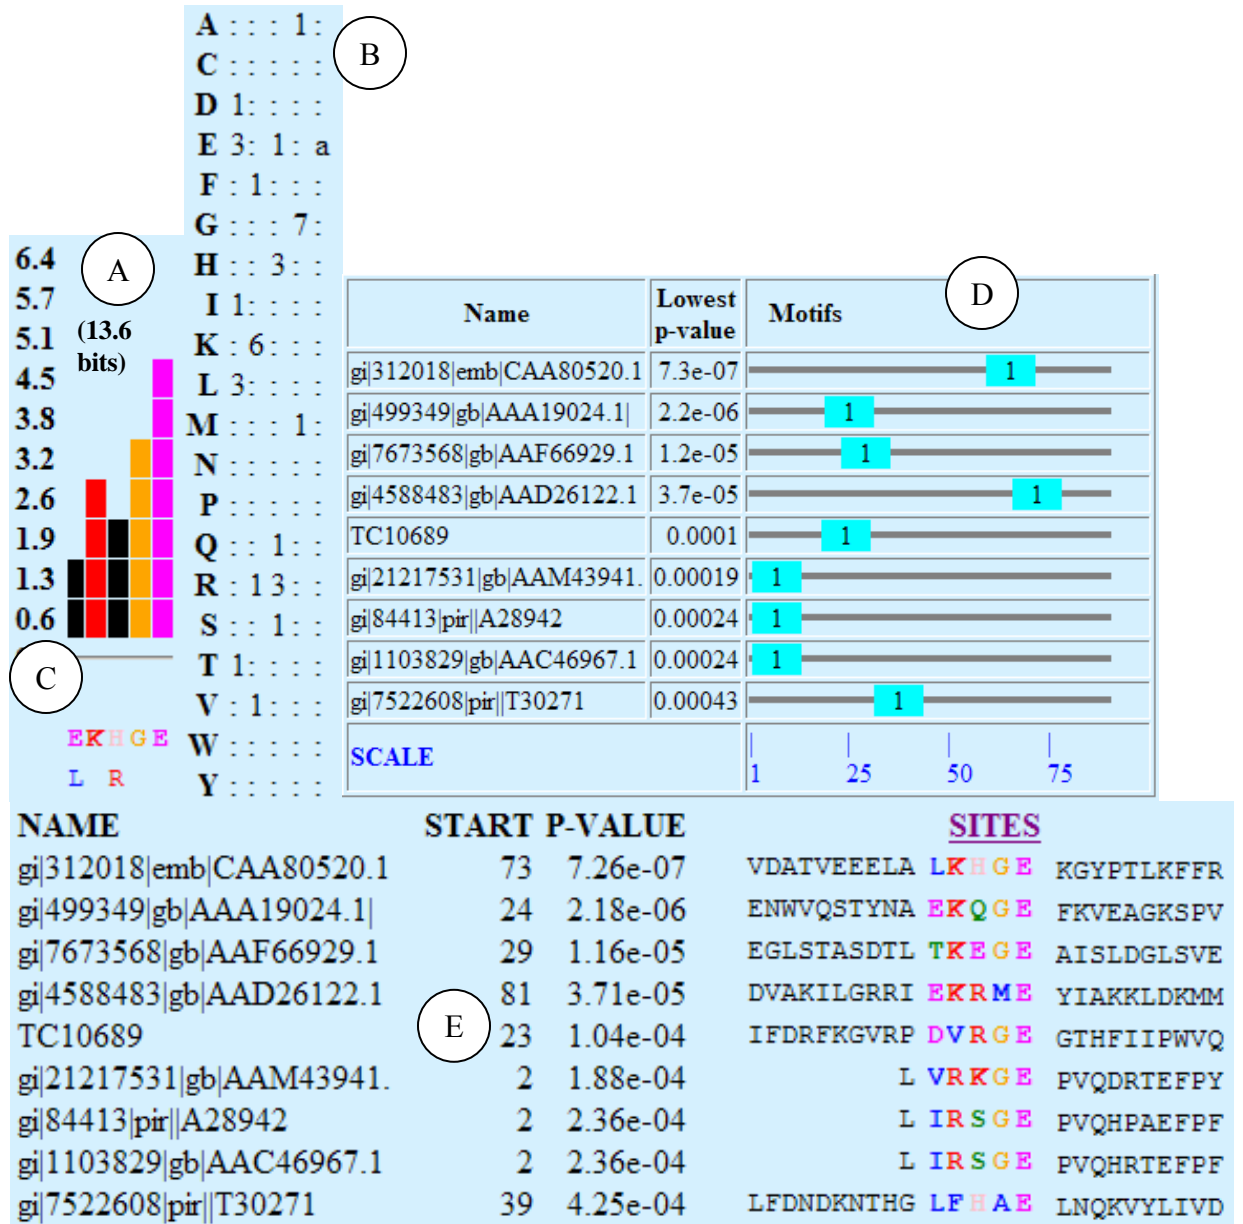 A : : : 1 :
C : : : : :
D 1 : : : :
E 3 : 1 : a
F : 1 : : :
G : : : 7 :
H : : 3 : :
I 1 : : : :
K : 6 : : :
L 3 : : : :
M : : : 1 :
N : : : : :
P : : : : :
Q : : 1 : :
R : 1 3 : :
S : : 1 : :
T 1 : : : :
V : 1 : : :
W : : : : :
Y : : : : :
B
A
(13.6
bits)
6.4
5.7
5.1
4.5
3.8
3.2
2.6
1.9
1.3
0.6
C
EKHGE
L R
D
Name Lowest p-value Motifs
gi|312018|emb|CAA80520.1 7.3e-07 1
gi|499349|gb|AAA19024.1| 2.2e-06 1
gi|7673568|gb|AAF66929.1 1.2e-05 1
gi|4588483|gb|AAD26122.1 3.7e-05 1
TC10689 0.0001 1
gi|21217531|gb|AAM43941. 0.00019 1
gi|84413|pir||A28942 0.00024 1
gi|1103829|gb|AAC46967.1 0.00024 1
gi|7522608|pir||T30271 0.00043 1
SCALE 1 25 50 75
NAME START P-VALUE SITES
gi|312018|emb|CAA80520.1 73 7.26e-07 VDATVEEELA LKHGE KGYPTLKFFR
gi|499349|gb|AAA19024.1| 24 2.18e-06 ENWVQSTYNA EKQGE FKVEAGKSPV
gi|7673568|gb|AAF66929.1 29 1.16e-05 EGLSTASDTL TKEGE AISLDGLSVE
gi|4588483|gb|AAD26122.1 81 3.71e-05 DVAKILGRRI EKRME YIAKKLDKMM
TC10689 23 1.04e-04 IFDRFKGVRP DVRGE GTHFIIPWVQ
gi|21217531|gb|AAM43941. 2 1.88e-04 L VRKGE PVQDRTEFPY
gi|84413|pir||A28942 2 2.36e-04 L IRSGE PVQHPAEFPF
gi|1103829|gb|AAC46967.1 2 2.36e-04 L IRSGE PVQHRTEFPF
gi|7522608|pir||T30271 39 4.25e-04 LFDNDKNTHG LFHAE LNQKVYLIVD
E